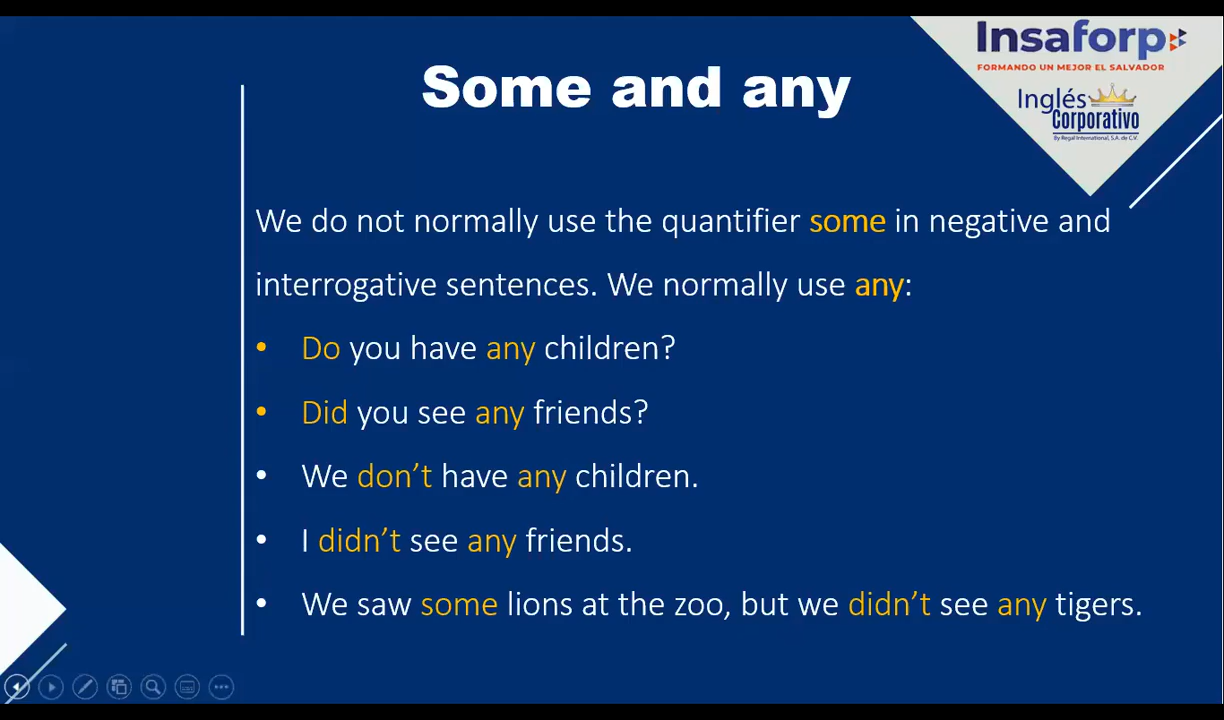 Insaforp
FORMANDO UN MEJOR EL SALVADOR
Inglés
Corporativo
By Regal International, S.A. de C.V.
Some and any
We do not normally use the quantifier some in negative and
interrogative sentences. We normally use any:
• Do you have any children?
• Did you see any friends?
• We don’t have any children.
• I didn’t see any friends.
• We saw some lions at the zoo, but we didn’t see any tigers.